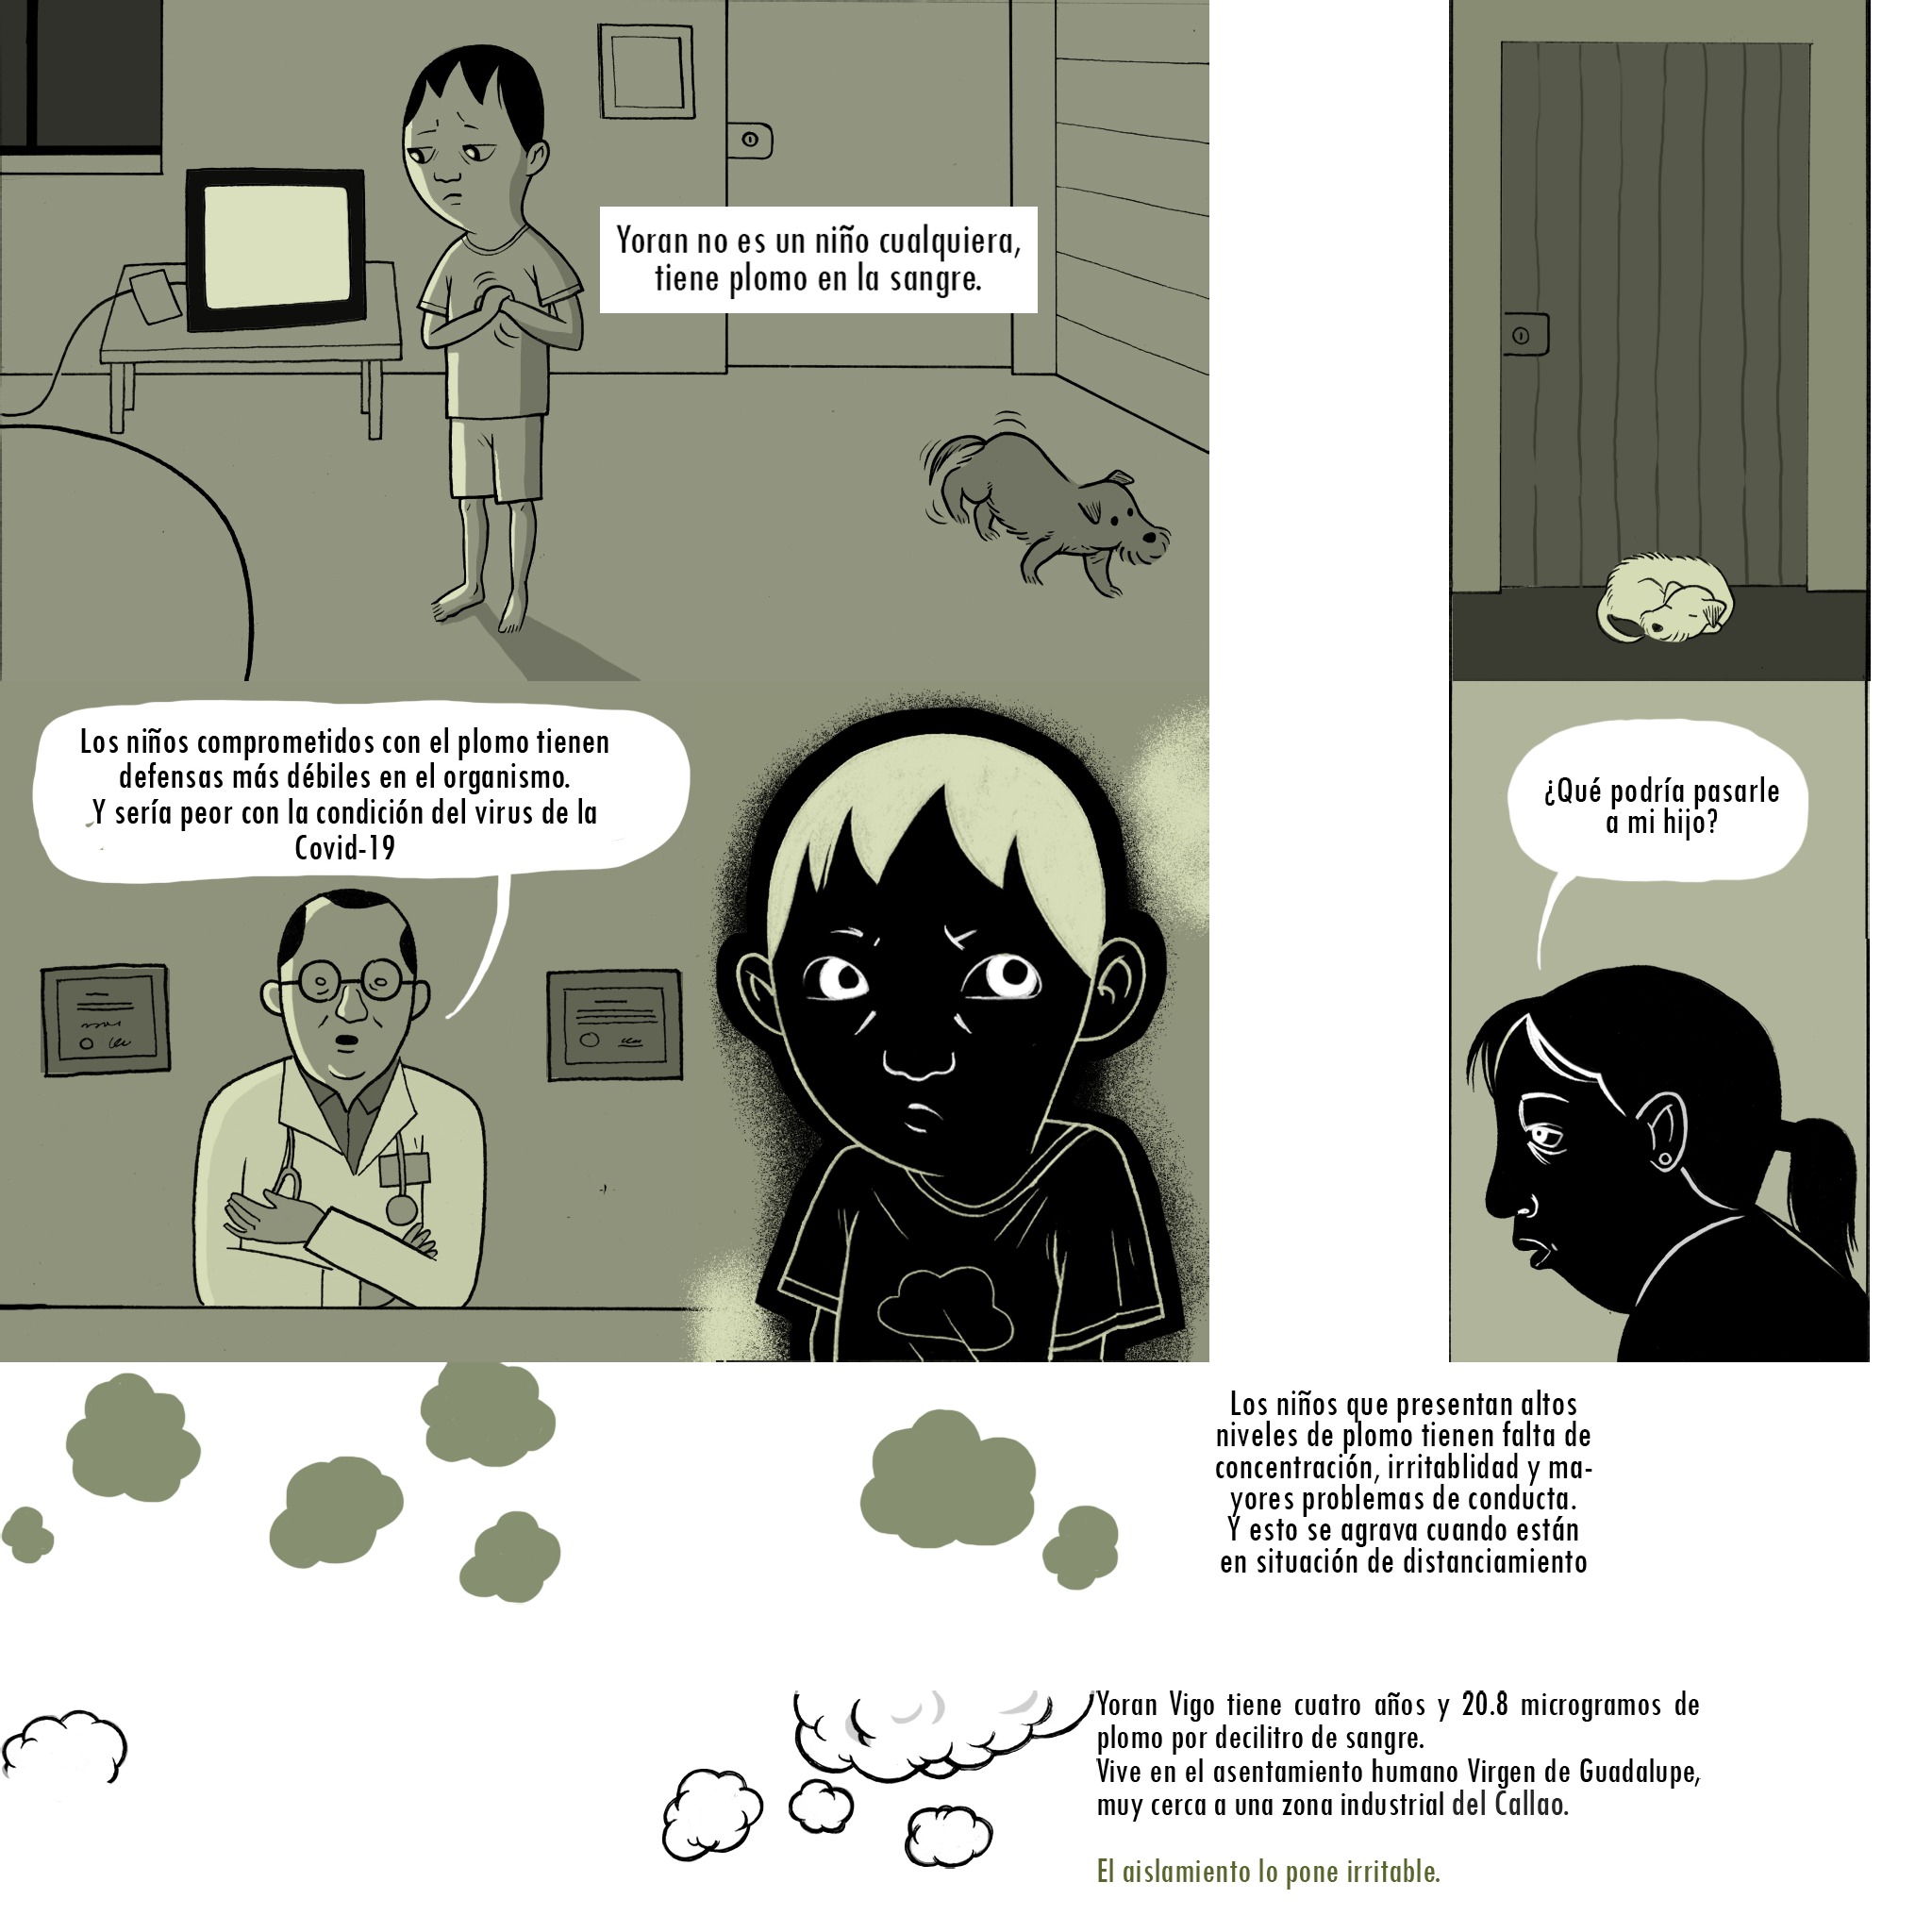 Yoran no es un niño cualquiera,
tiene plomo en la sangre.
Los niños comprometidos con el plomo tienen
defensas más débiles en el organismo.
Y sería peor con la condición del virus de la
Covid-19
¿Qué podría pasarle
a mi hijo?
Los niños que presentan altos
niveles de plomo tienen falta de
concentración, irritablidad y ma-
yores problemas de conducta.
Y esto se agrava cuando están
en situación de distanciamiento
Yoran Vigo tiene cuatro años y 20.8 microgramos de
plomo por decilitro de sangre.
Vive en el asentamiento humano Virgen de Guadalupe,
muy cerca a una zona industrial del Callao.
El aislamiento lo pone irritable.